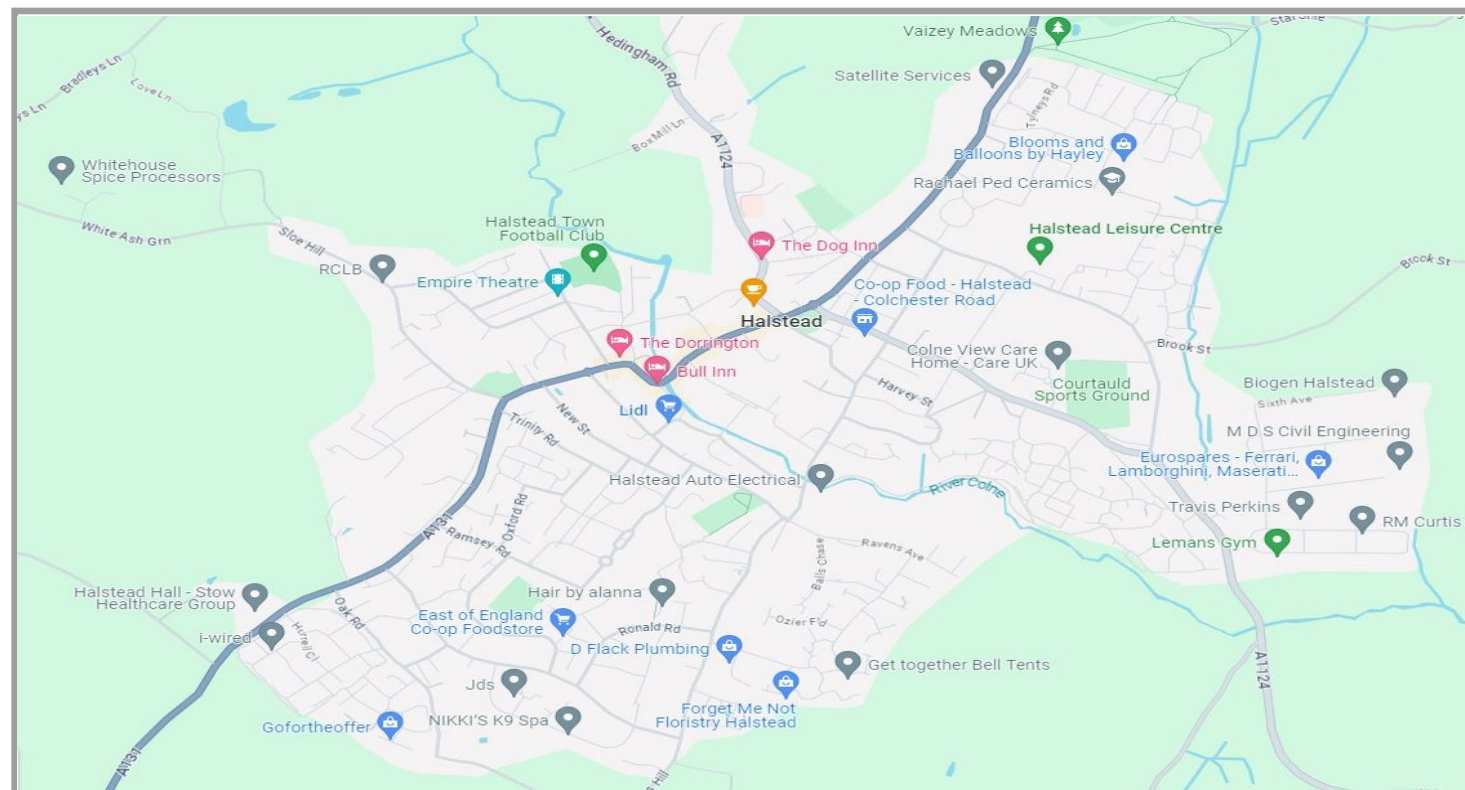 Vaizey Meadows
Star Stile
Hedingham Rd
Bradleys Ln
Love Ln
ys Ln
Satellite Services
Tylneys Rd
Box Mill Ln
A1124
Blooms and
Balloons by Hayley
Whitehouse
Spice Processors
Rachael Ped Ceramics
White Ash Grn
Sloe Hill
Halstead Town
Football Club
Halstead Leisure Centre
The Dog Inn
RCLB
Empire Theatre
Brook St
Co-op Food - Halstead
- Colchester Road
Halstead
The Dorrington
Brook St
Colne View Care
Home - Care UK
Bull Inn
Harvey St
Courtauld
Sports Ground
Biogen Halstead
Sixth Ave
Lidl
New St
Trinity Rd
M D S Civil Engineering
Eurospares - Ferrari,
Lamborghini, Maserati...
Halstead Auto Electrical
River Colne
Travis Perkins
RM Curtis
A131
Oxford Rd
Ramsey Rd
Balls Chase
Ravens Ave
Lemans Gym
Halstead Hall - Stow
Healthcare Group
Oak Rd
Hair by alanna
East of England
Co-op Foodstore
Ronald Rd
Ozier F'd
i-wired
Hurrell Cl
D Flack Plumbing
Get together Bell Tents
A1124
Jds
Forget Me Not
Floristry Halstead
Gofortheoffer
NIKKI'S K9 Spa
A131
s Hill